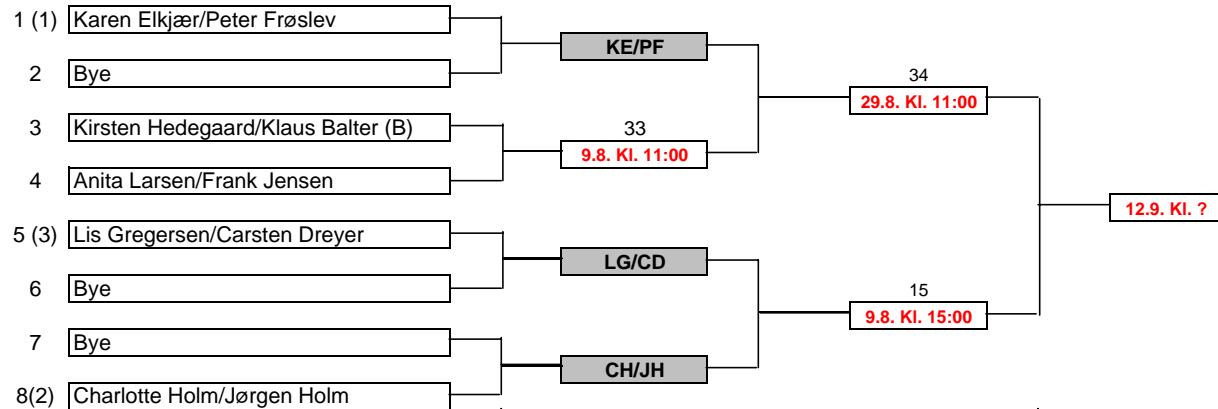 1 (1) Karen Elkjær/Peter Frøslev
KE/PF
2 Bye
34
29.8. Kl. 11:00
3 Kirsten Hedegaard/Klaus Balter (B)
33
9.8. Kl. 11:00
4 Anita Larsen/Frank Jensen
12.9. Kl. ?
5 (3) Lis Gregersen/Carsten Dreyer
LG/CD
6 Bye
15
9.8. Kl. 15:00
7 Bye
CH/JH
8(2) Charlotte Holm/Jørgen Holm